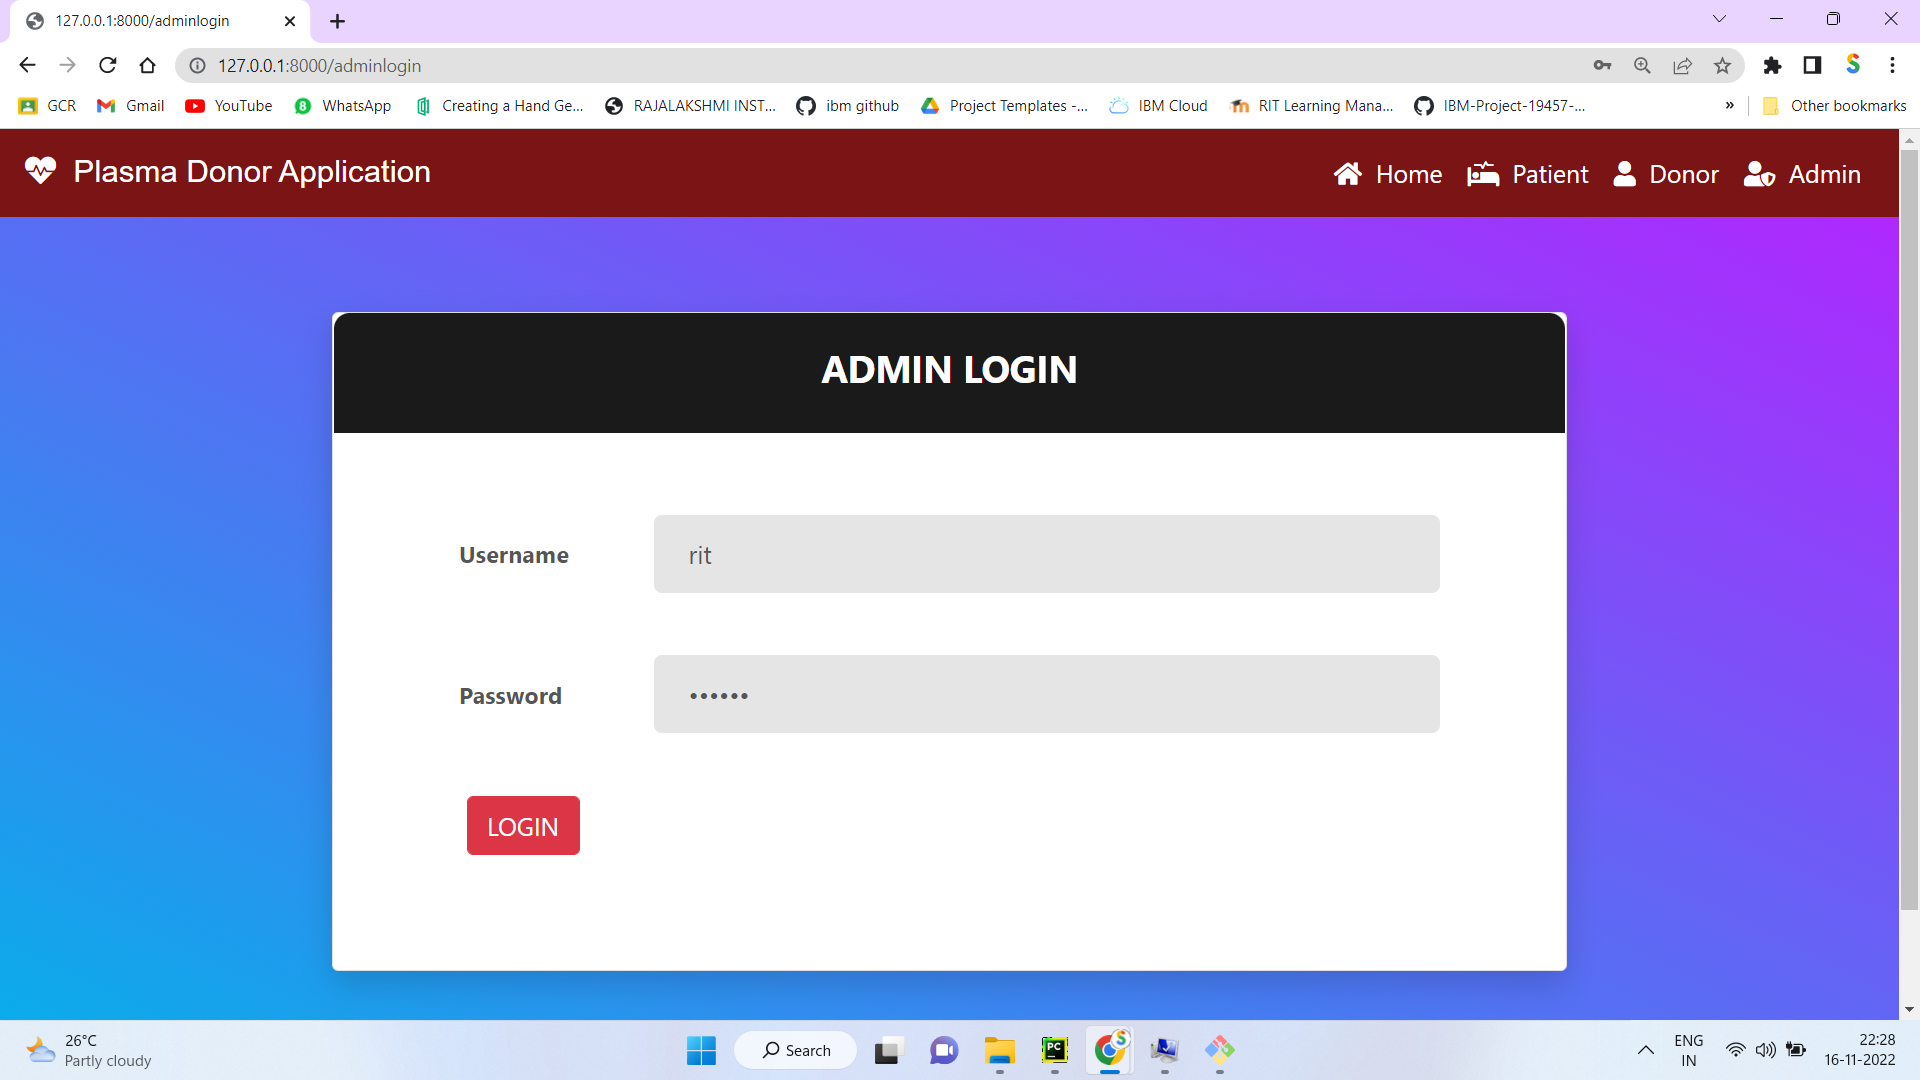 127.0.0.1:8000/adminlogin
127.0.0.1:8000/adminlogin
GCR Gmail YouTube WhatsApp Creating a Hand Ge... RAJALAKSHMI INST... ibm github Project Templates -... IBM Cloud RIT Learning Mana... IBM-Project-19457-... » Other bookmarks
Plasma Donor Application Home Patient Donor Admin
ADMIN LOGIN
Username rit
Password ••••••
LOGIN
26°C
Partly cloudy
Search
ENG
IN
22:28
16-11-2022